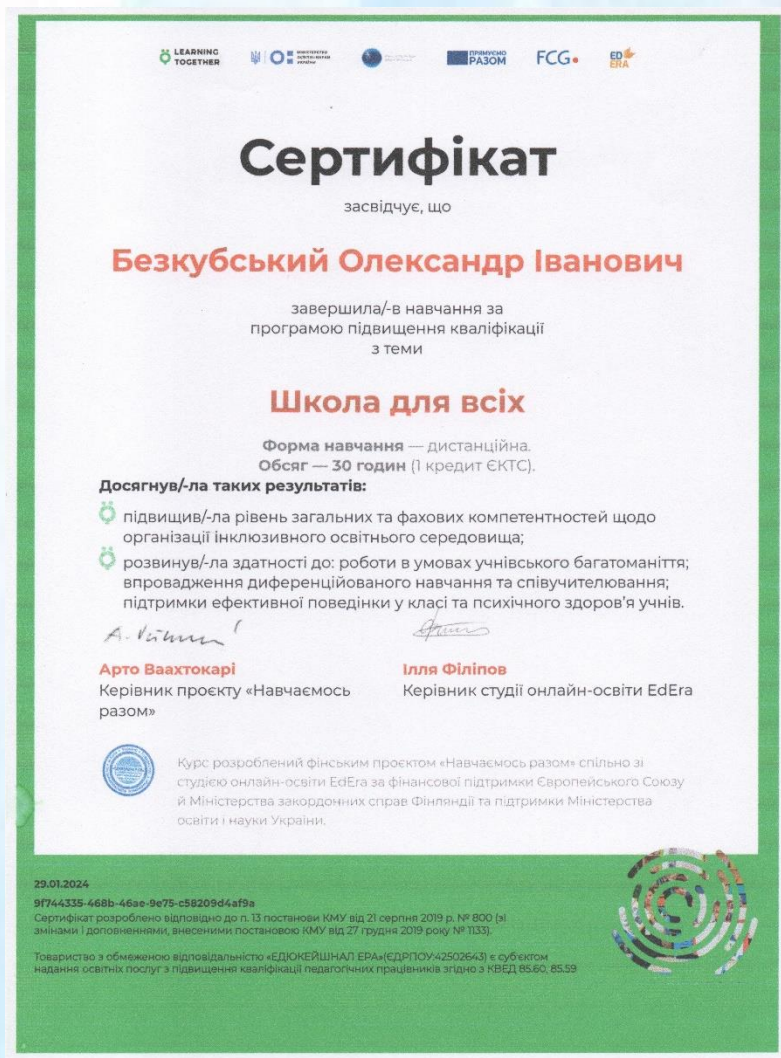 LEARNING
TOGETHER
МІНІСТЕРСТВО
ОСВІТИ І НАУКИ
УКРАЇНИ
ПРЯМУЄМО
РАЗОМ
FCG
ED
ERA
Сертифікат
засвідчує, що
Безкубський Олександр Іванович
завершила/-в навчання за
програмою підвищення кваліфікації
з теми
Школа для всіх
Форма навчання — дистанційна.
Обсяг — 30 годин (1 кредит ЄКТС).
Досягнув/-ла таких результатів:
підвищив/-ла рівень загальних та фахових компетентностей щодо
організації інклюзивного освітнього середовища;
розвинув/-ла здатності до: роботи в умовах учнівського багатоманіття;
впровадження диференційованого навчання та співучителювання;
підтримки ефективної поведінки у класі та психічного здоров’я учнів.
Арто Ваахтокарі
Керівник проєкту «Навчаємось
разом»
Ілля Філіпов
Керівник студії онлайн-освіти EdEra
Курс розроблений фінським проєктом «Навчаємось разом» спільно зі
студією онлайн-освіти EdEra за фінансової підтримки Європейського Союзу
й Міністерства закордонних справ Фінляндії та підтримки Міністерства
освіти і науки України.
29.01.2024
9f744335-468b-46ae-9e75-c58209d4af9a
Сертифікат розроблено відповідно до п. 13 постанови КМУ від 21 серпня 2019 р. № 800 (зі
змінами і доповненнями, внесеними постановою КМУ від 27 грудня 2019 року № 1133).
Товариство з обмеженою відповідальністю «ЕДЮКЕЙШНАЛ ЕРА»(ЄДРПОУ:42502643) є суб'єктом
надання освітніх послуг з підвищення кваліфікації педагогічних працівників згідно з КВЕД 85.60, 85.59